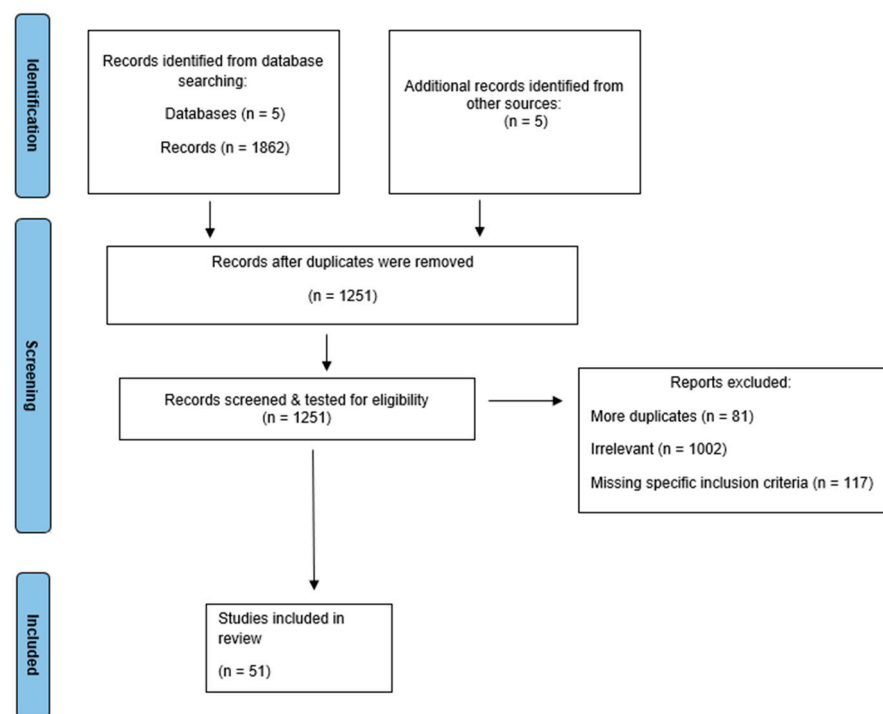 Identification
Records identified from database
searching:
Databases (n = 5)
Records (n = 1862)
Additional records identified from
other sources:
(n = 5)
Screening
Records after duplicates were removed
(n = 1251)
Records screened & tested for eligibility
(n = 1251)
Reports excluded:
More duplicates (n = 81)
Irrelevant (n = 1002)
Missing specific inclusion criteria (n = 117)
Included
Studies included in
review
(n = 51)